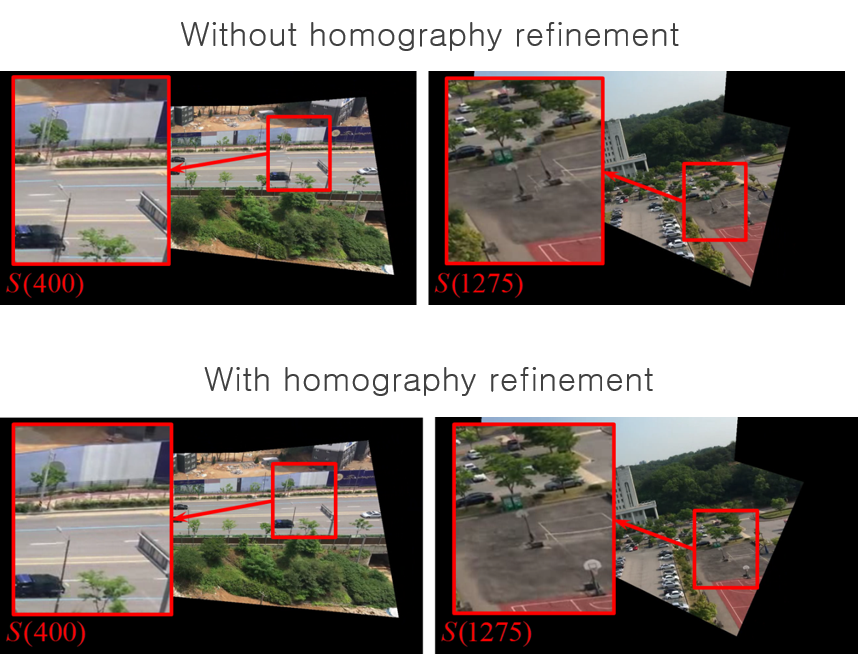 Without homography refinement
S(400)
S(1275)
With homography refinement
S(400)
S(1275)